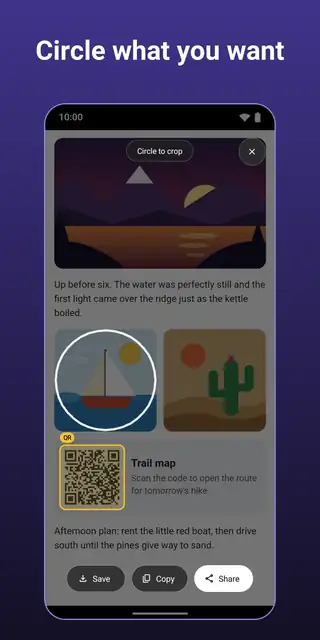 Circle what you want
10:00
Circle to crop
Up before six. The water was perfectly still and the
first light came over the ridge just as the kettle
boiled.
QR
Trail map
Scan the code to open the route
for tomorrow's hike
Afternoon plan: rent the little red boat, then drive
south until the pines give way to sand.
Save
Copy
Share